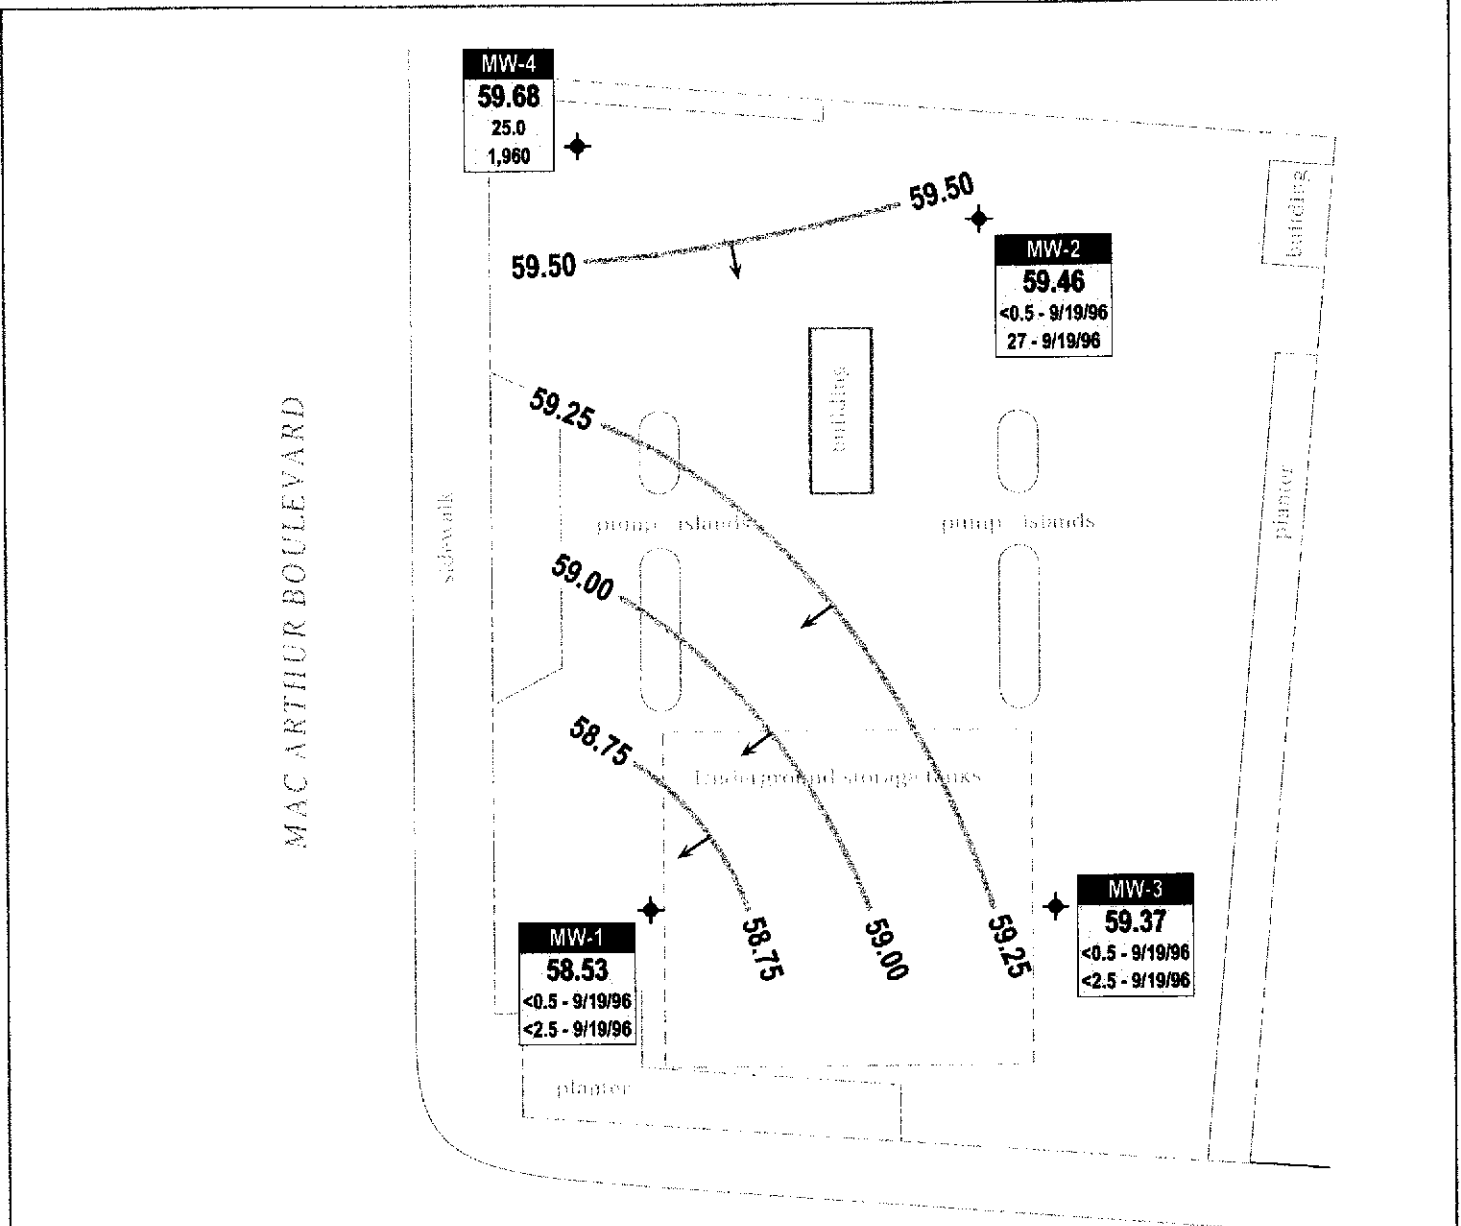 MW-4
59.68
25.0
1,960
59.50
59.50
MW-2
59.46
<0.5 - 9/19/96
27 - 9/19/96
building
building
59.25
MAC ARTHUR BOULEVARD
sidewalk
pump islands
pump islands
planter
59.00
58.75
Underground storage tanks
MW-1
58.53
<0.5 - 9/19/96
<2.5 - 9/19/96
58.75
59.00
59.25
MW-3
59.37
<0.5 - 9/19/96
<2.5 - 9/19/96
planter